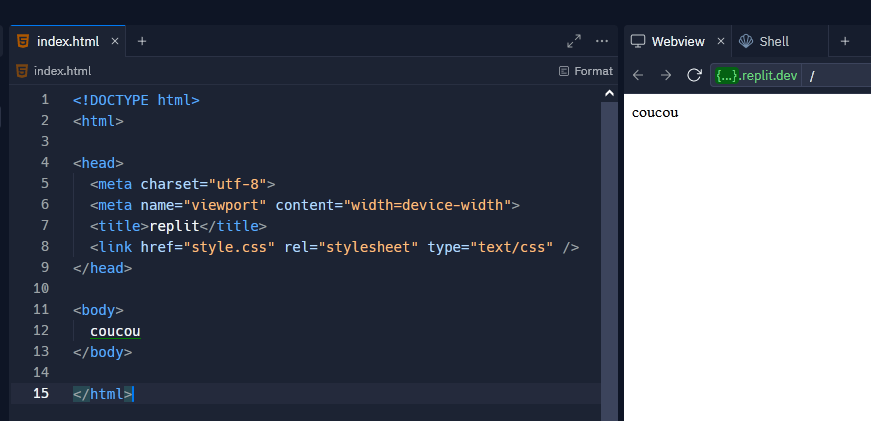 index.html × +
index.html Format
1 <!DOCTYPE html>
2 <html>
3
4 <head>
5 <meta charset="utf-8">
6 <meta name="viewport" content="width=device-width">
7 <title>replit</title>
8 <link href="style.css" rel="stylesheet" type="text/css" />
9 </head>
10
11 <body>
12 coucou
13 </body>
14
15 </html>
Webview × Shell +
{...}.replit.dev /
coucou